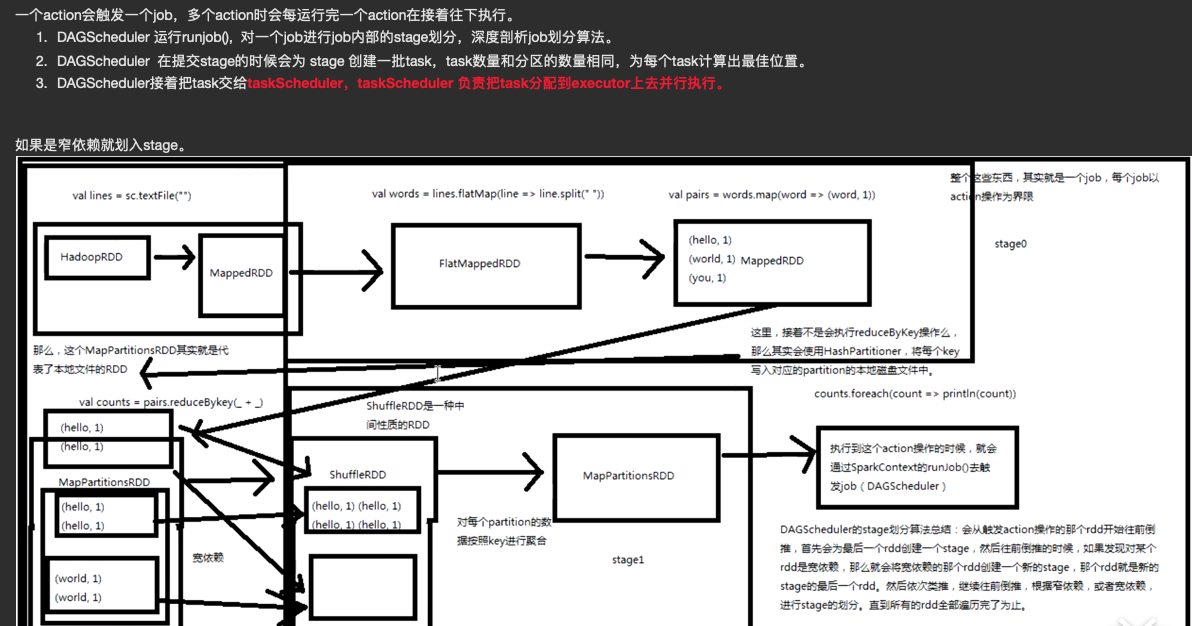 一个action会触发一个job，多个action时会每运行完一个action在接着往下执行。
1. DAGScheduler 运行runjob(), 对一个job进行job内部的stage划分，深度剖析job划分算法。
2. DAGScheduler 在提交stage的时候会为 stage 创建一批task，task数量和分区的数量相同，为每个task计算出最佳位置。
3. DAGScheduler接着把task交给taskScheduler，taskScheduler 负责把task分配到executor上去并行执行。
如果是窄依赖就划入stage。
val lines = sc.textFile("")
val words = lines.flatMap(line => line.split(" "))
val pairs = words.map(word => (word, 1))
整个这些东西，其实就是一个job，每个job以
action操作为界限
stage0
HadoopRDD
MappedRDD
FlatMappedRDD
(hello, 1)
(world, 1) MappedRDD
(you, 1)
那么，这个MapPartitionsRDD其实就是代
表了本地文件的RDD
这里，接着不是会执行reduceByKey操作么，
那么其实会使用HashPartitioner，将每个key
写入对应的partition的本地磁盘文件中。
val counts = pairs.reduceBykey(_ + _)
ShuffleRDD是一种中
间性质的RDD
counts.foreach(count => println(count))
(hello, 1)
(hello, 1)
MapPartitionsRDD
(hello, 1)
(hello, 1)
(world, 1)
(world, 1)
宽依赖
ShuffleRDD
(hello, 1) (hello, 1)
(hello, 1) (hello, 1)
对每个partition的数
据按照key进行聚合
MapPartitionsRDD
stage1
执行到这个action操作的时候，就会
通过SparkContext的runJob()去触
发job（DAGScheduler）
DAGScheduler的stage划分算法总结：会从触发action操作的那个rdd开始往前倒
推，首先会为最后一个rdd创建一个stage，然后往前倒推的时候，如果发现对某个
rdd是宽依赖，那么就会将宽依赖的那个rdd创建一个新的stage，那个rdd就是新的
stage的最后一个rdd。然后依次类推，继续往前倒推，根据窄依赖，或者宽依赖，
进行stage的划分。直到所有的rdd全部遍历完了为止。